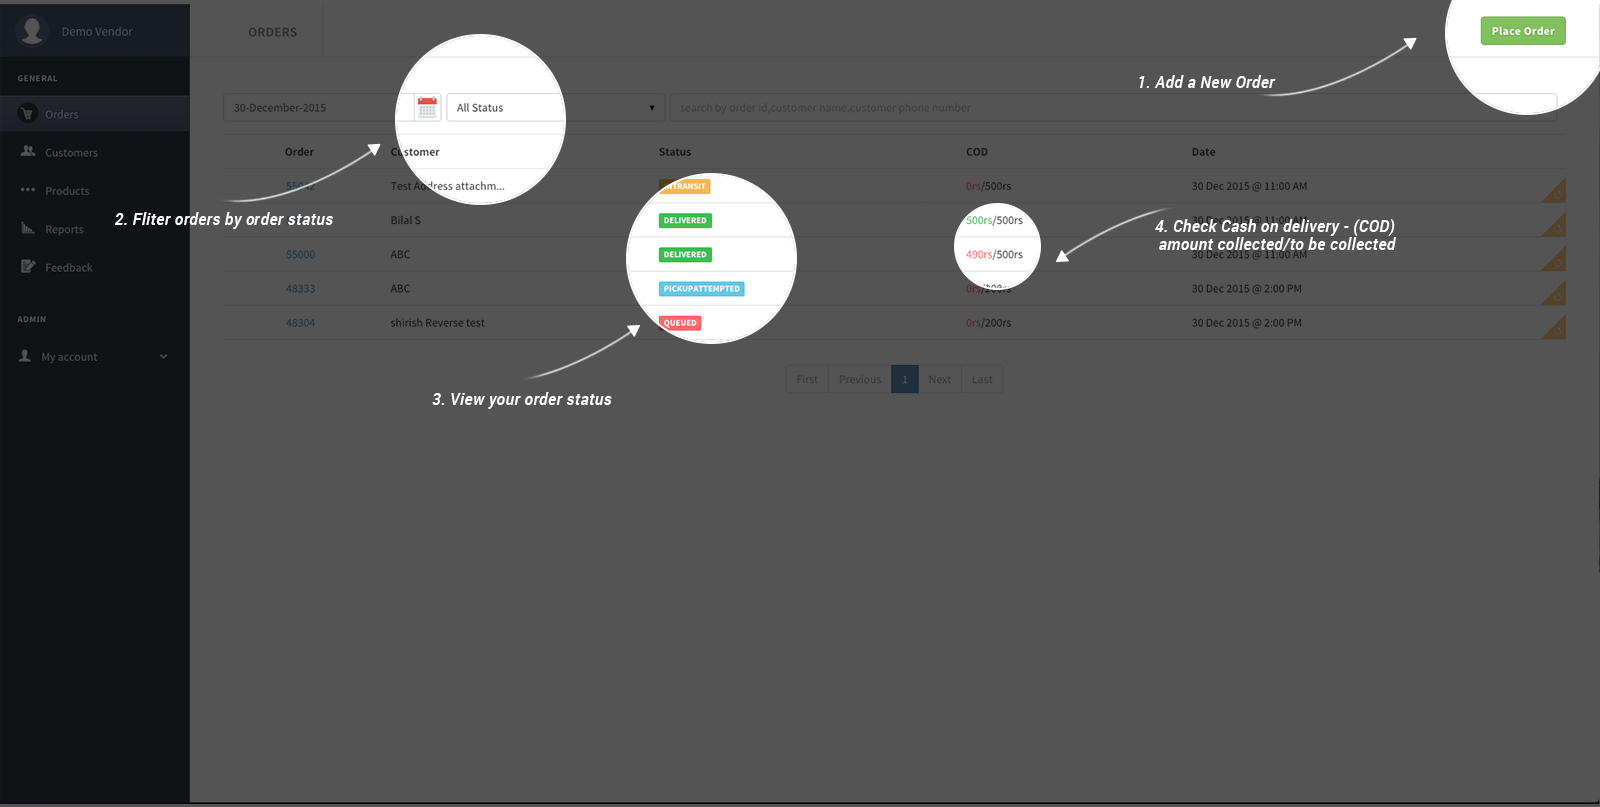 Demo Vendor
ORDERS
Place Order
1. Add a New Order
GENERAL
30-December-2015
All Status
search by order id,customer name,customer phone number
Orders
Customers
Products
Reports
Feedback
ADMIN
My account
2. Fliter orders by order status
Order Customer Status COD Date
Test Address attachm... INTRANSIT 0rs/500rs 30 Dec 2015 @ 11:00 AM
Bilal S DELIVERED 500rs/500rs 30 Dec 2015 @ 11:00 AM
55000 ABC DELIVERED 490rs/500rs 30 Dec 2015 @ 11:00 AM
48333 ABC PICKUPATTEMPTED 0rs/200rs 30 Dec 2015 @ 2:00 PM
48304 shirish Reverse test QUEUED 0rs/200rs 30 Dec 2015 @ 2:00 PM
4. Check Cash on delivery - (COD)
amount collected/to be collected
First Previous 1 Next Last
3. View your order status